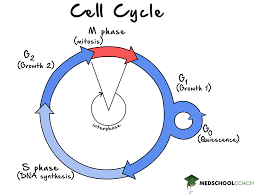 Cell Cycle
M phase
(mitosis)
G2
(Growth 2)
G1
(Growth 1)
Interphase
G0
(Quiescence)
S phase
(DNA synthesis)
MEDSCHOOLCOACH